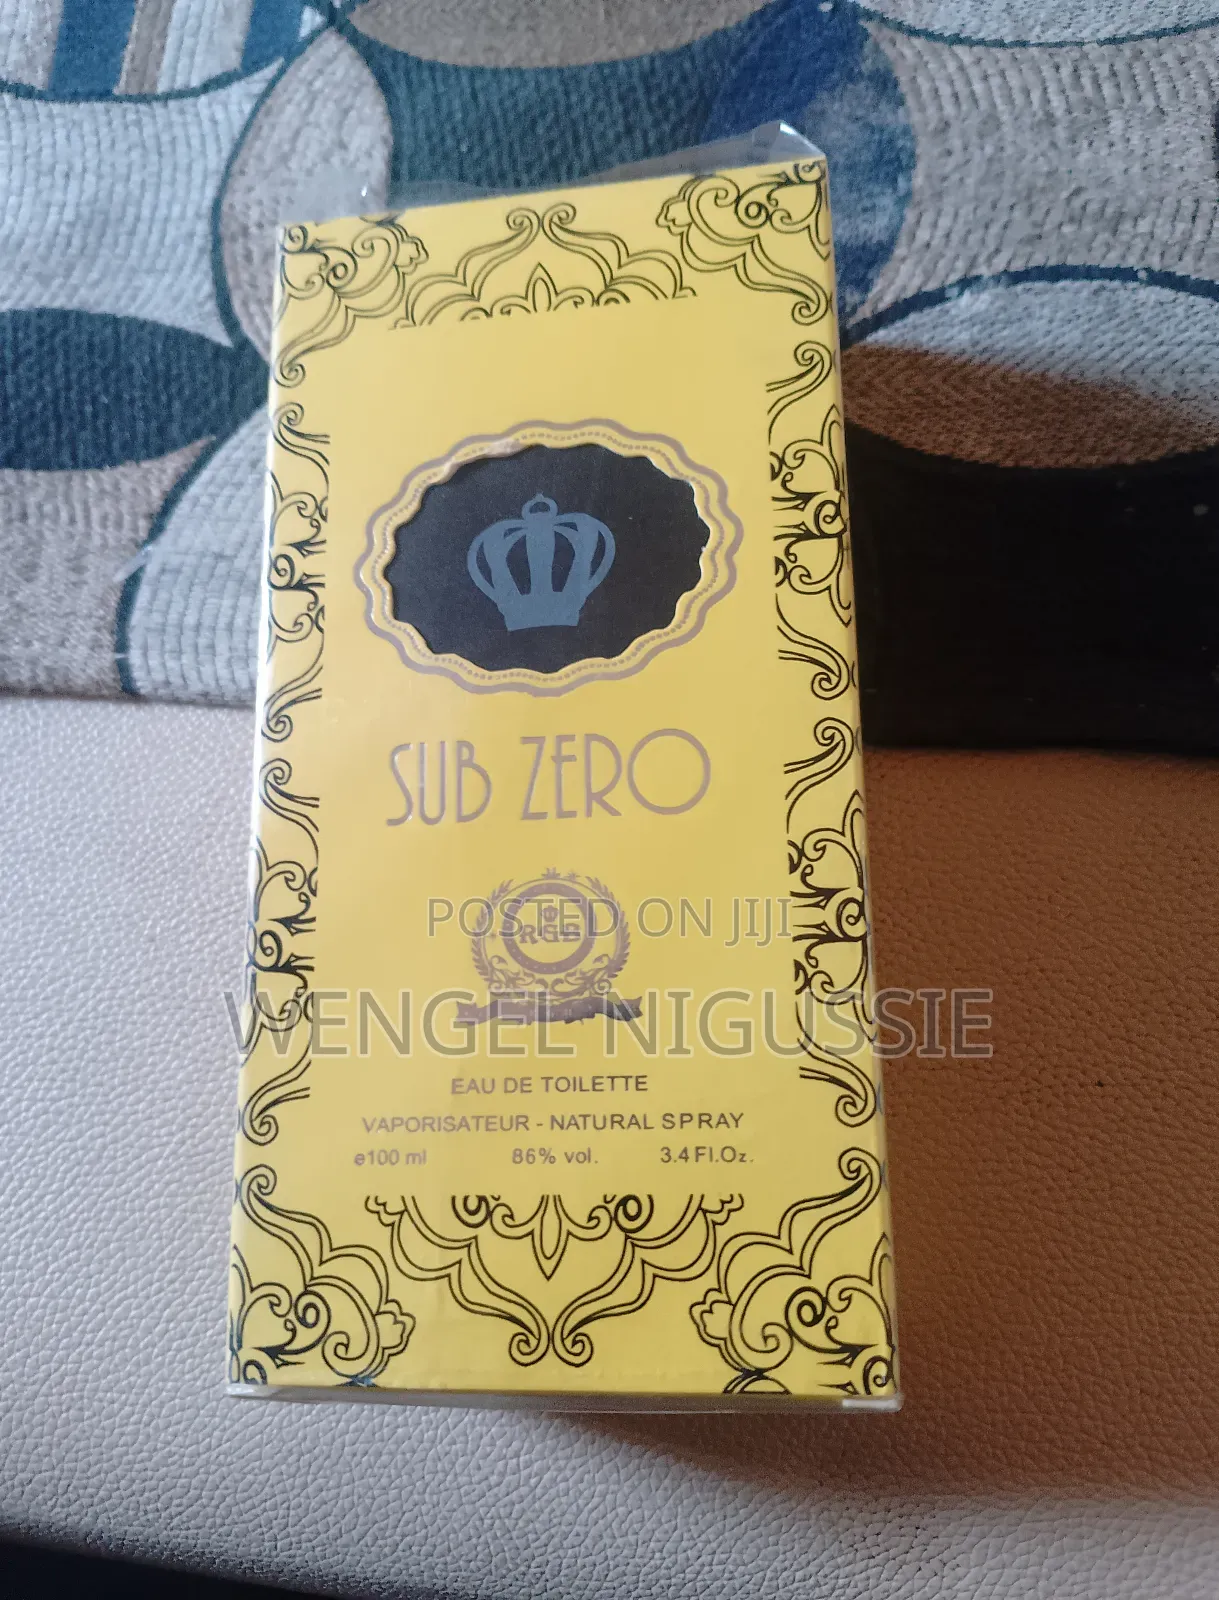 SUB ZERO
POSTED ON JIJI
RGB
WENGEL NIGUSSIE
EAU DE TOILETTE
VAPORISATEUR - NATURAL SPRAY
e100 ml 86% vol. 3.4 Fl.Oz.